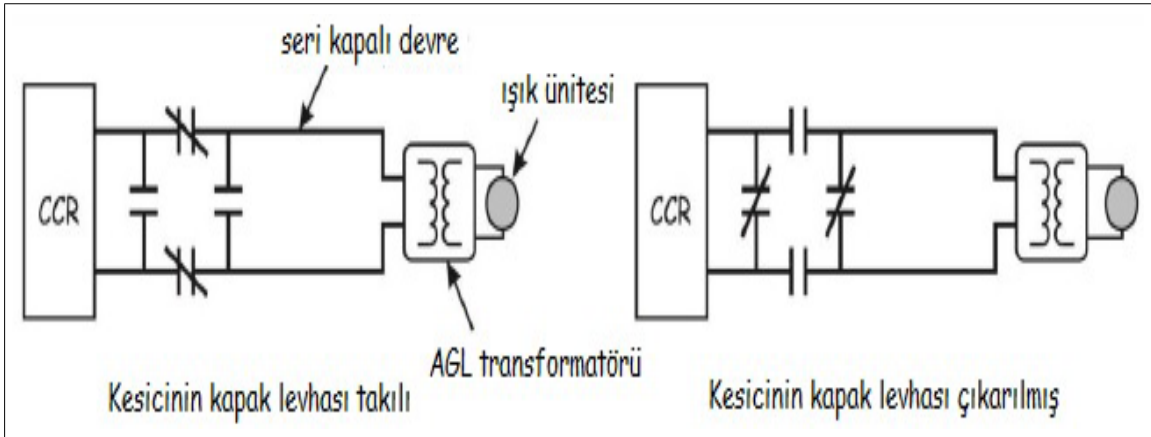 seri kapalı devre
ışık ünitesi
CCR
AGL transformatörü
Kesicinin kapak levhası takılı
CCR
Kesicinin kapak levhası çıkarılmış